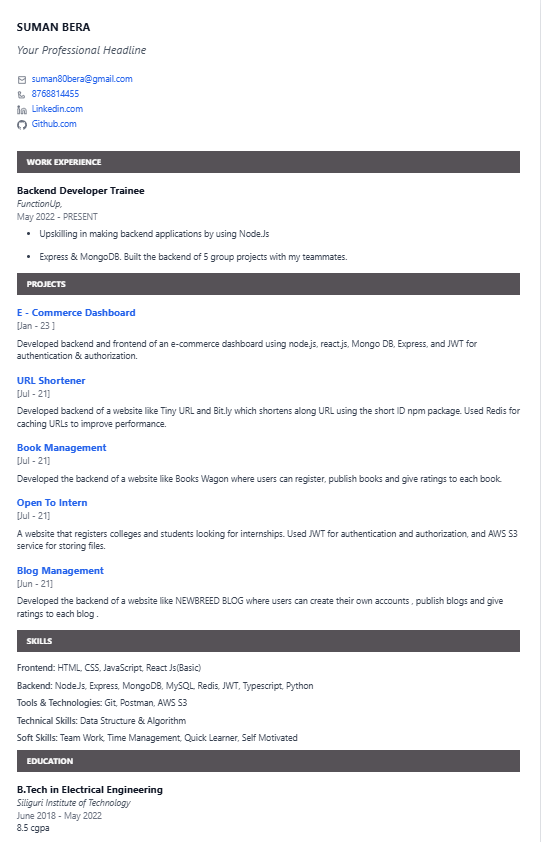 SUMAN BERA
Your Professional Headline
suman80bera@gmail.com
8768814455
Linkedin.com
Github.com
WORK EXPERIENCE
Backend Developer Trainee
FunctionUp,
May 2022 - PRESENT
• Upskilling in making backend applications by using Node.Js
• Express & MongoDB. Built the backend of 5 group projects with my teammates.
PROJECTS
E - Commerce Dashboard
[Jan - 23 ]
Developed backend and frontend of an e-commerce dashboard using node.js, react.js, Mongo DB, Express, and JWT for
authentication & authorization.
URL Shortener
[Jul - 21]
Developed backend of a website like Tiny URL and Bit.ly which shortens along URL using the short ID npm package. Used Redis for
caching URLs to improve performance.
Book Management
[Jul - 21]
Developed the backend of a website like Books Wagon where users can register, publish books and give ratings to each book.
Open To Intern
[Jul - 21]
A website that registers colleges and students looking for internships. Used JWT for authentication and authorization, and AWS S3
service for storing files.
Blog Management
[Jun - 21]
Developed the backend of a website like NEWBREED BLOG where users can create their own accounts , publish blogs and give
ratings to each blog .
SKILLS
Frontend: HTML, CSS, JavaScript, React Js(Basic)
Backend: Node.Js, Express, MongoDB, MySQL, Redis, JWT, Typescript, Python
Tools & Technologies: Git, Postman, AWS S3
Technical Skills: Data Structure & Algorithm
Soft Skills: Team Work, Time Management, Quick Learner, Self Motivated
EDUCATION
B.Tech in Electrical Engineering
Siliguri Institute of Technology
June 2018 - May 2022
8.5 cgpa